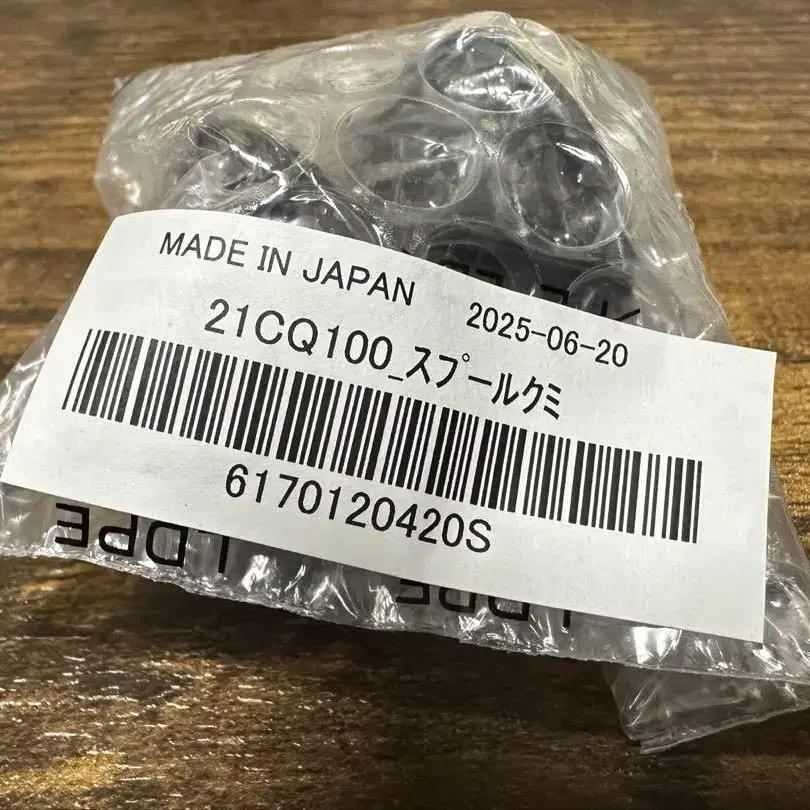 MADE IN JAPAN 2025-06-20
21CQ100_スプールクミ
6170120420S
LDPE LDPE
LDPE